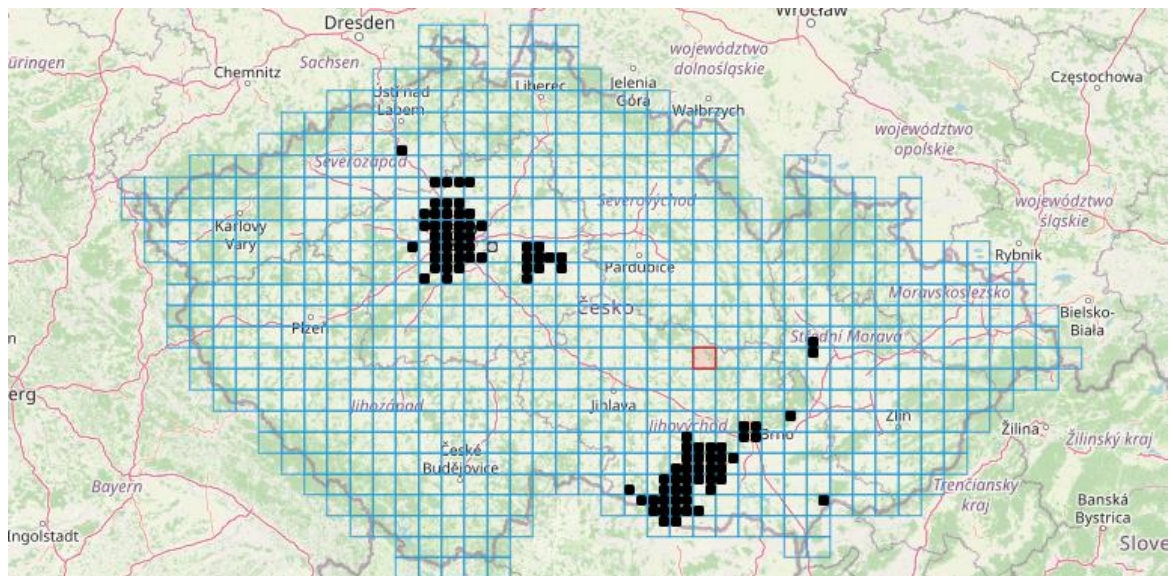 Dresden
Wrocław
województwo
dolnośląskie
Chemnitz
Sachsen
üringen
Częstochowa
Liberec
Jelenia
Góra
Ústí nad
Labem
Wałbrzych
województwo
opolskie
Severozápad
Severovýchod
województwo
śląskie
Karlovy
Vary
Rybnik
Pardubice
Moravskoslezsko
Česko
Bielsko-
Biała
Plzeň
n
Střední Morava
erg
Jihozápad
Jihlava
Zlín
Jihovýchod
Brno
Žilina
Žilinský kraj
České
Budějovice
Bayern
Trenčiansky
kraj
Banská
Bystrica
Ingolstadt
Slove